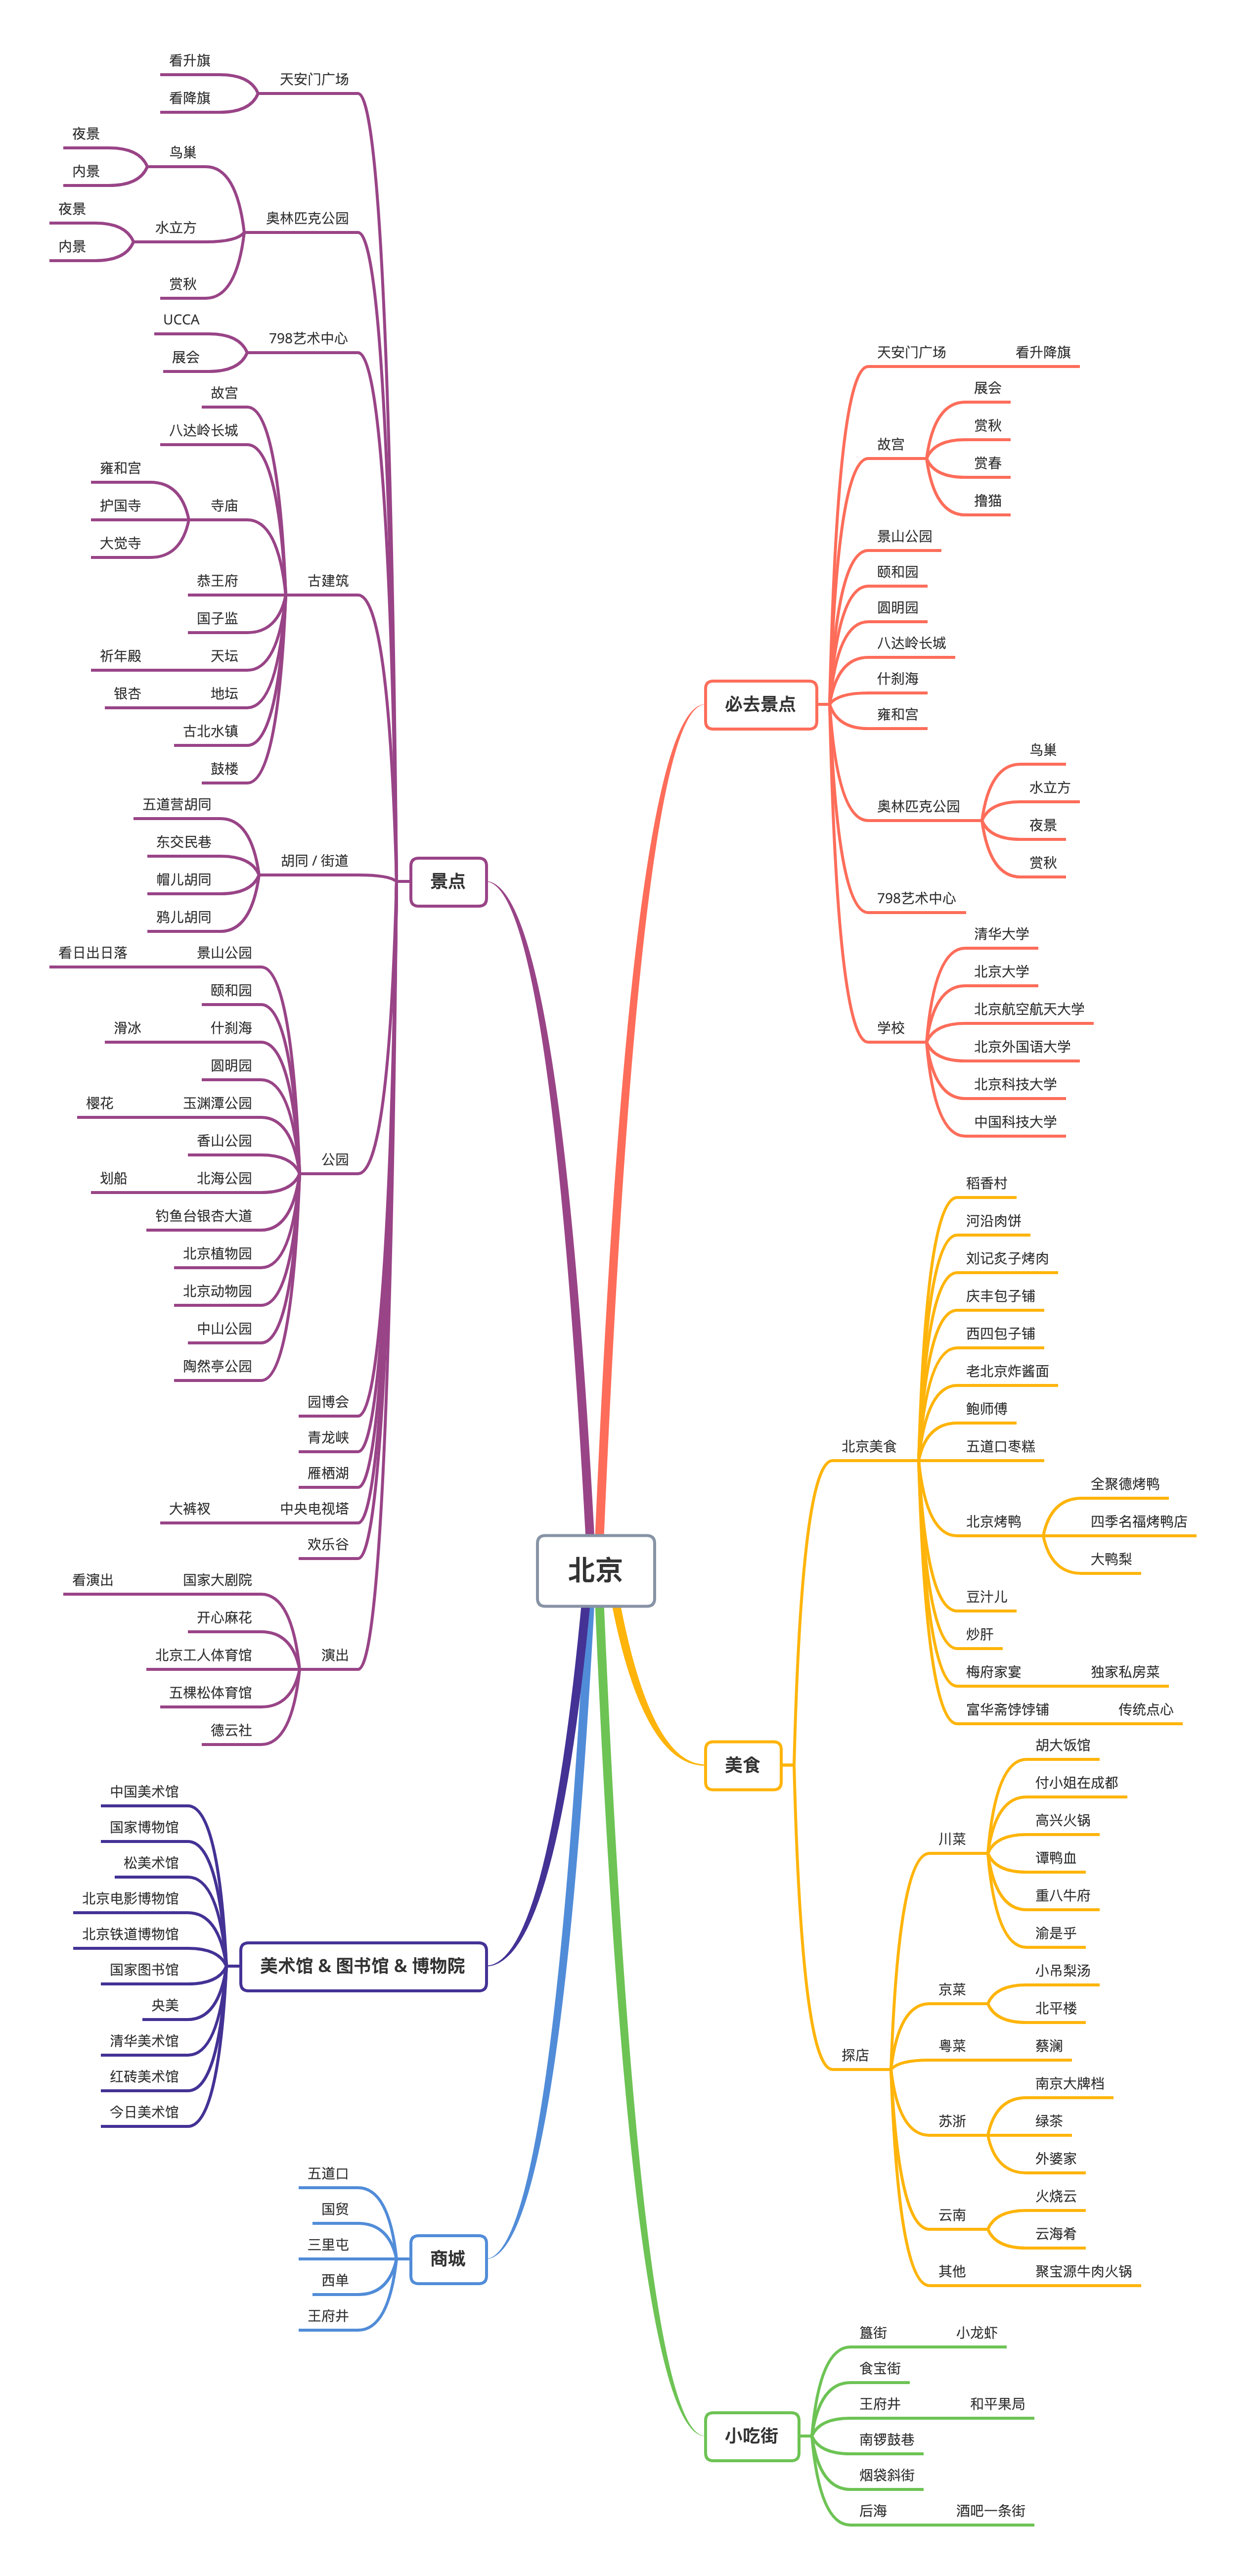 北京
必去景点
天安门广场
看升降旗
故宫
展会
赏秋
赏春
撸猫
景山公园
颐和园
圆明园
八达岭长城
什刹海
雍和宫
奥林匹克公园
鸟巢
水立方
夜景
赏秋
798艺术中心
学校
清华大学
北京大学
北京航空航天大学
北京外国语大学
北京科技大学
中国科技大学
美食
北京美食
稻香村
河沿肉饼
刘记炙子烤肉
庆丰包子铺
西四包子铺
老北京炸酱面
鲍师傅
五道口枣糕
北京烤鸭
全聚德烤鸭
四季名福烤鸭店
大鸭梨
豆汁儿
炒肝
梅府家宴
独家私房菜
富华斋饽饽铺
传统点心
探店
川菜
胡大饭馆
付小姐在成都
高兴火锅
谭鸭血
重八牛府
渝是乎
京菜
小吊梨汤
北平楼
粤菜
蔡澜
苏浙
南京大牌档
绿茶
外婆家
云南
火烧云
云海肴
其他
聚宝源牛肉火锅
小吃街
簋街
小龙虾
食宝街
王府井
和平果局
南锣鼓巷
烟袋斜街
后海
酒吧一条街
景点
天安门广场
看升旗
看降旗
奥林匹克公园
鸟巢
夜景
内景
水立方
夜景
内景
赏秋
798艺术中心
UCCA
展会
古建筑
故宫
八达岭长城
寺庙
雍和宫
护国寺
大觉寺
恭王府
国子监
天坛
祈年殿
地坛
银杏
古北水镇
鼓楼
胡同 / 街道
五道营胡同
东交民巷
帽儿胡同
鸦儿胡同
公园
景山公园
看日出日落
颐和园
什刹海
滑冰
圆明园
玉渊潭公园
樱花
香山公园
北海公园
划船
钓鱼台银杏大道
北京植物园
北京动物园
中山公园
陶然亭公园
园博会
青龙峡
雁栖湖
中央电视塔
大裤衩
欢乐谷
演出
国家大剧院
看演出
开心麻花
北京工人体育馆
五棵松体育馆
德云社
美术馆 & 图书馆 & 博物院
中国美术馆
国家博物馆
松美术馆
北京电影博物馆
北京铁道博物馆
国家图书馆
央美
清华美术馆
红砖美术馆
今日美术馆
商城
五道口
国贸
三里屯
西单
王府井